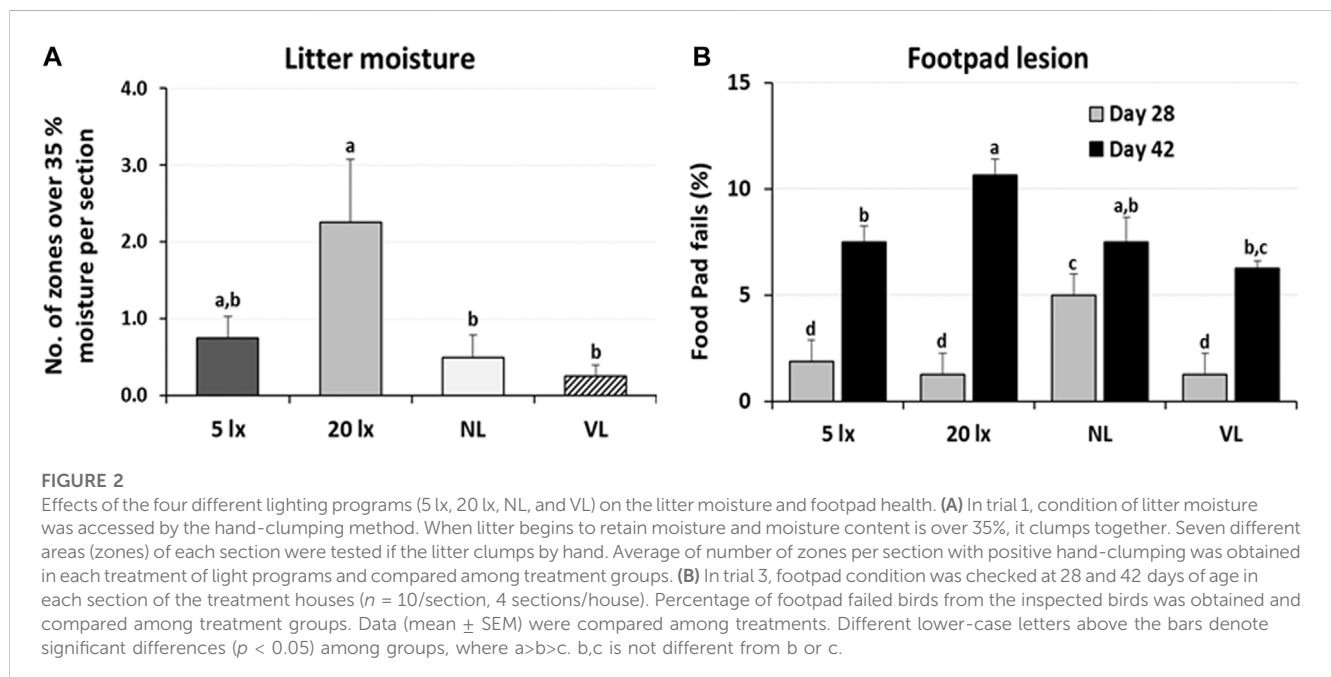 A
Litter moisture
No. of zones over 35 %
moisture per section
4.0
3.0
2.0
1.0
0.0
a,b
a
b
b
5 lx
20 lx
NL
VL
B
Footpad lesion
Food Pad fails (%)
15
10
5
0
Day 28
Day 42
d
b
d
a
c
a,b
d
b,c
5 lx
20 lx
NL
VL
FIGURE 2
Effects of the four different lighting programs (5 lx, 20 lx, NL, and VL) on the litter moisture and footpad health. (A) In trial 1, condition of litter moisture
was accessed by the hand-clumping method. When litter begins to retain moisture and moisture content is over 35%, it clumps together. Seven different
areas (zones) of each section were tested if the litter clumps by hand. Average of number of zones per section with positive hand-clumping was obtained
in each treatment of light programs and compared among treatment groups. (B) In trial 3, footpad condition was checked at 28 and 42 days of age in
each section of the treatment houses (n = 10/section, 4 sections/house). Percentage of footpad failed birds from the inspected birds was obtained and
compared among treatment groups. Data (mean ± SEM) were compared among treatments. Different lower-case letters above the bars denote
significant differences (p < 0.05) among groups, where a>b>c. b,c is not different from b or c.